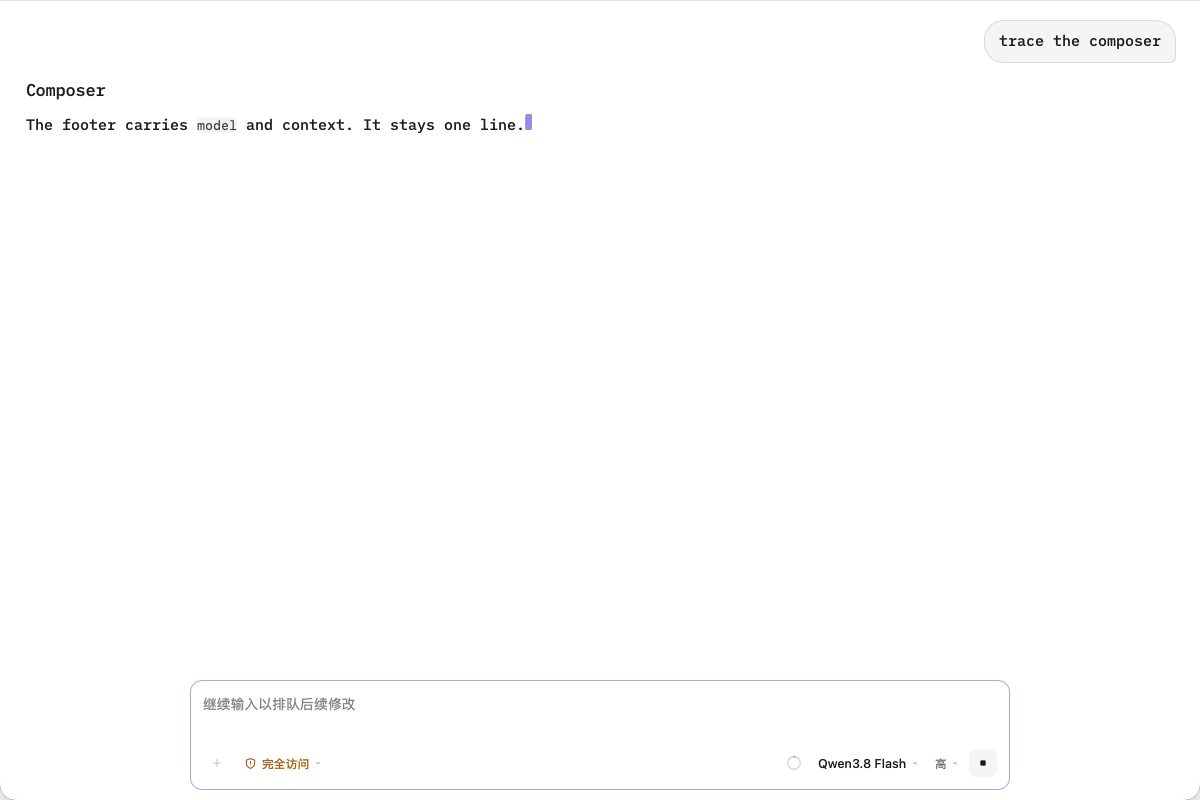 trace the composer
Composer
The footer carries model and context. It stays one line.
继续输入以排队后续修改
完全访问 Qwen3.8 Flash 高